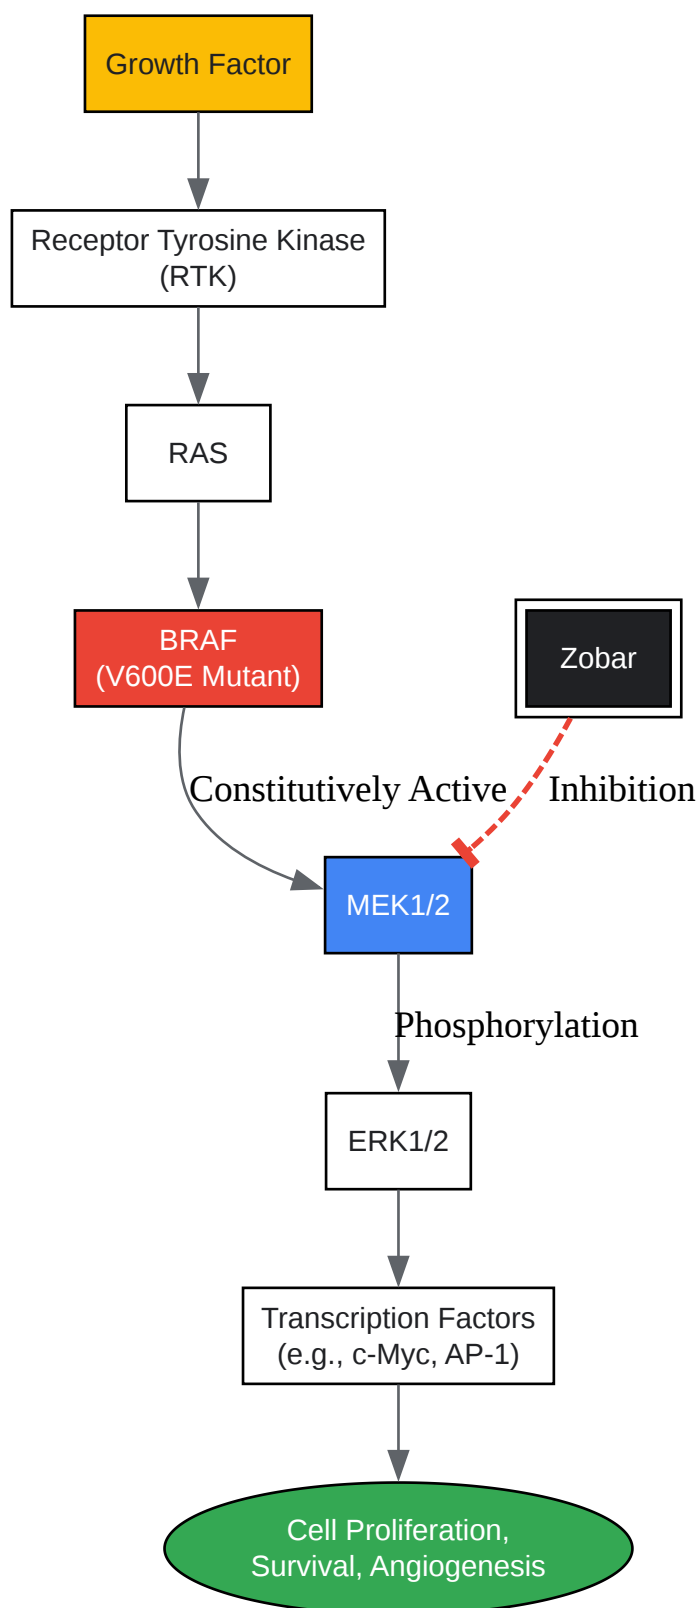 Growth Factor
Receptor Tyrosine Kinase
(RTK)
RAS
BRAF
(V600E Mutant)
Zobar
Constitutively Active
Inhibition
MEK1/2
Phosphorylation
ERK1/2
Transcription Factors
(e.g., c-Myc, AP-1)
Cell Proliferation,
Survival, Angiogenesis